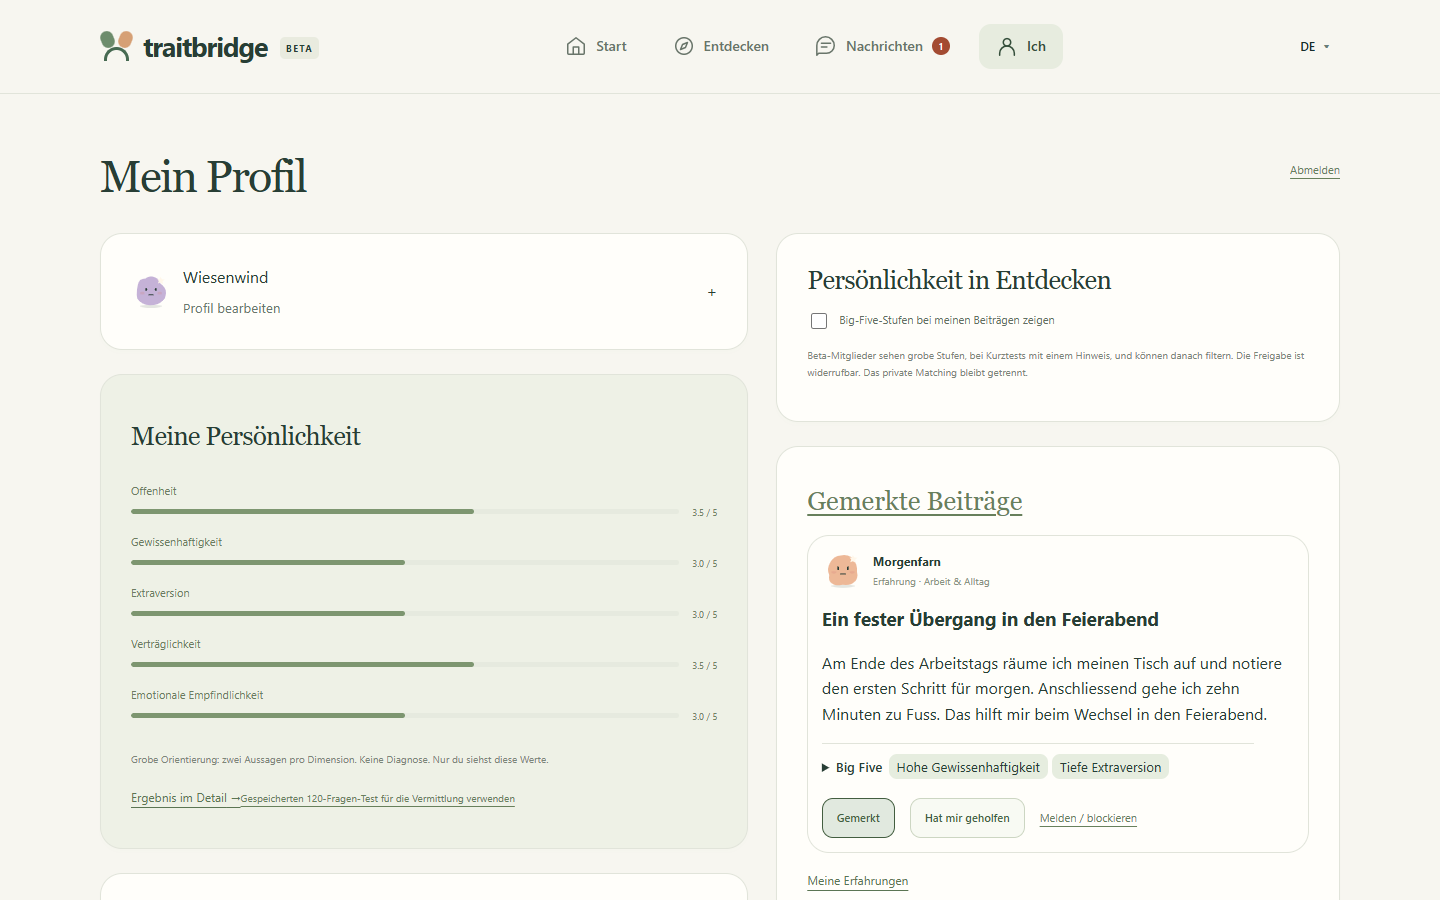 traitbridge BETA
Start
Entdecken
Nachrichten 1
Ich
DE
Mein Profil
Abmelden
Wiesenwind
Profil bearbeiten
+
Meine Persönlichkeit
Offenheit
3.5 / 5
Gewissenhaftigkeit
3.0 / 5
Extraversion
3.0 / 5
Verträglichkeit
3.5 / 5
Emotionale Empfindlichkeit
3.0 / 5
Grobe Orientierung: zwei Aussagen pro Dimension. Keine Diagnose. Nur du siehst diese Werte.
Ergebnis im Detail →Gespeicherten 120-Fragen-Test für die Vermittlung verwenden
Persönlichkeit in Entdecken
Big-Five-Stufen bei meinen Beiträgen zeigen
Beta-Mitglieder sehen grobe Stufen, bei Kurztests mit einem Hinweis, und können danach filtern. Die Freigabe ist
widerrufbar. Das private Matching bleibt getrennt.
Gemerkte Beiträge
Morgenfarn
Erfahrung · Arbeit & Alltag
Ein fester Übergang in den Feierabend
Am Ende des Arbeitstags räume ich meinen Tisch auf und notiere
den ersten Schritt für morgen. Anschliessend gehe ich zehn
Minuten zu Fuss. Das hilft mir beim Wechsel in den Feierabend.
Big Five Hohe Gewissenhaftigkeit Tiefe Extraversion
Gemerkt
Hat mir geholfen
Melden / blockieren
Meine Erfahrungen